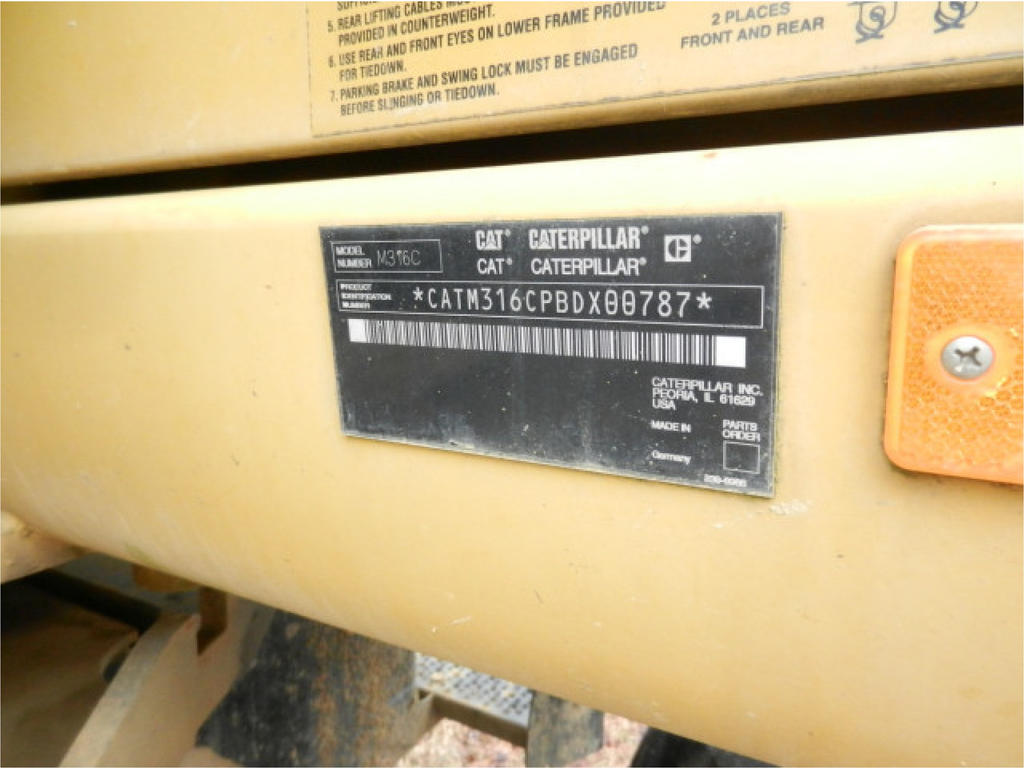 5. REAR LIFTING CABLES
PROVIDED IN COUNTERWEIGHT.
6. USE REAR AND FRONT EYES ON LOWER FRAME PROVIDED
FOR TIEDOWN.
7. PARKING BRAKE AND SWING LOCK MUST BE ENGAGED
BEFORE SLINGING OR TIEDOWN.
2 PLACES
FRONT AND REAR
MODEL
NUMBER M316C
CAT® CATERPILLAR®
CAT® CATERPILLAR®
C ®
PRODUCT
IDENTIFICATION
NUMBER
*CATM316CPBDX00787*
CATERPILLAR INC.
PEORIA, IL 61629
USA
MADE IN
Germany
PARTS
ORDER